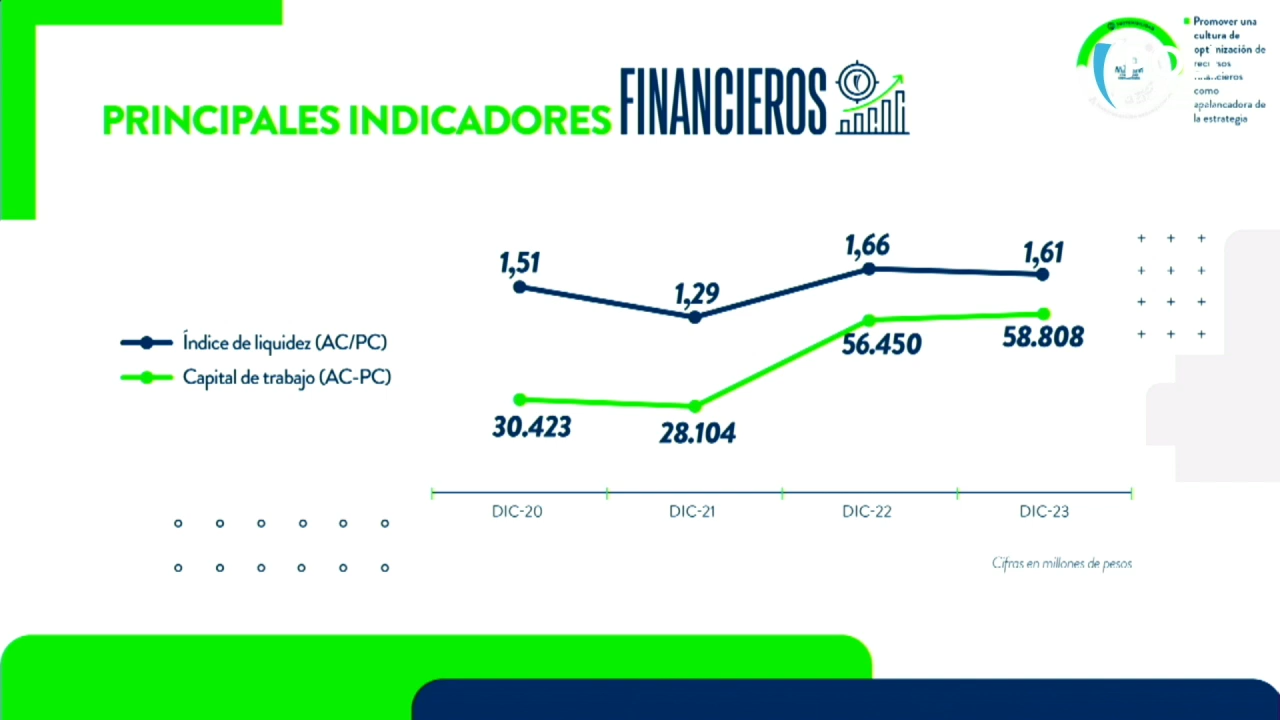 PRINCIPALES INDICADORES FINANCIEROS
Promover una
cultura de
de
como
apalancadora de
la estrategia
1,51
1,29
1,66
1,61
Índice de liquidez (AC/PC)
Capital de trabajo (AC-PC)
30.423
28.104
56.450
58.808
DIC-20
DIC-21
DIC-22
DIC-23
Cifras en millones de pesos